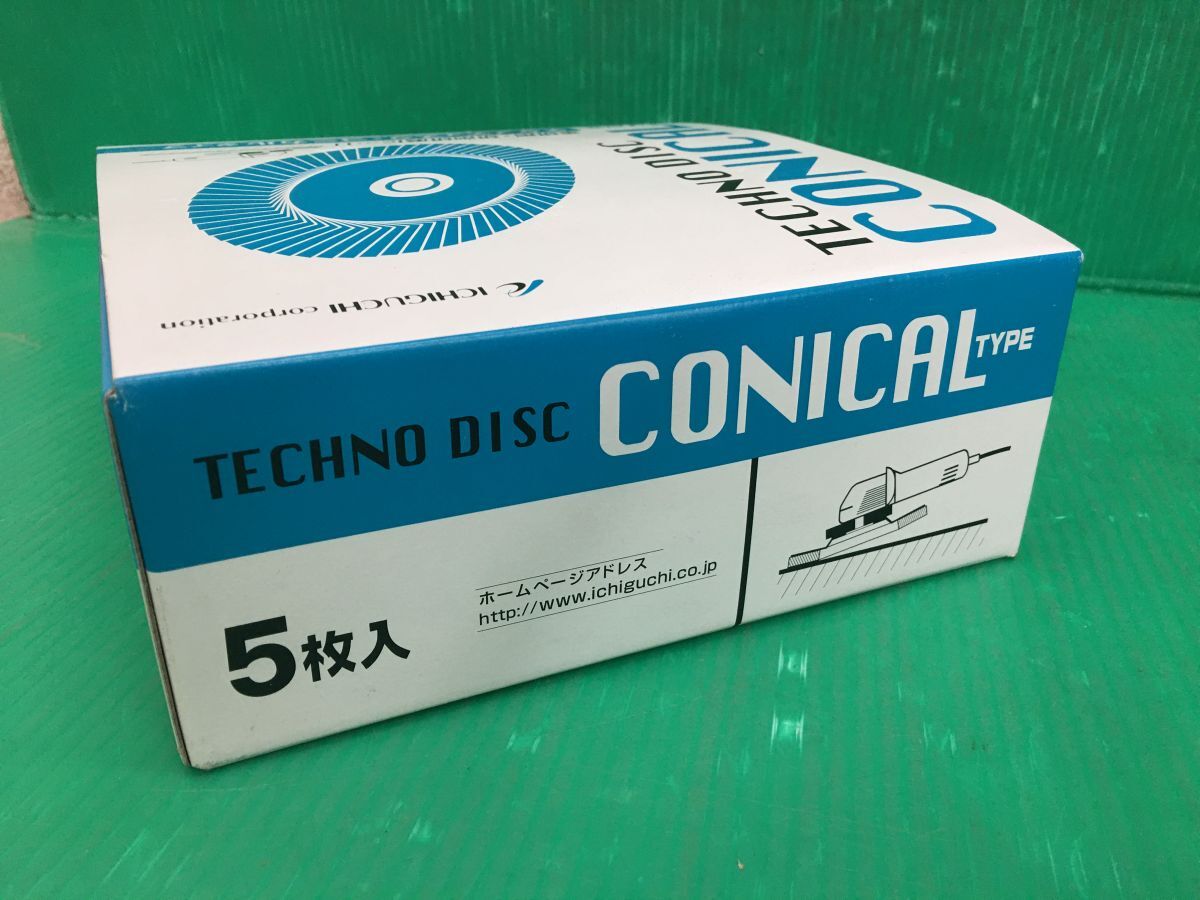 TECHNO DISC
CONICAL
ICHIGUCHI corporation
TECHNO DISC CONICAL TYPE
5枚入
ホームページアドレス
http://www.ichiguchi.co.jp